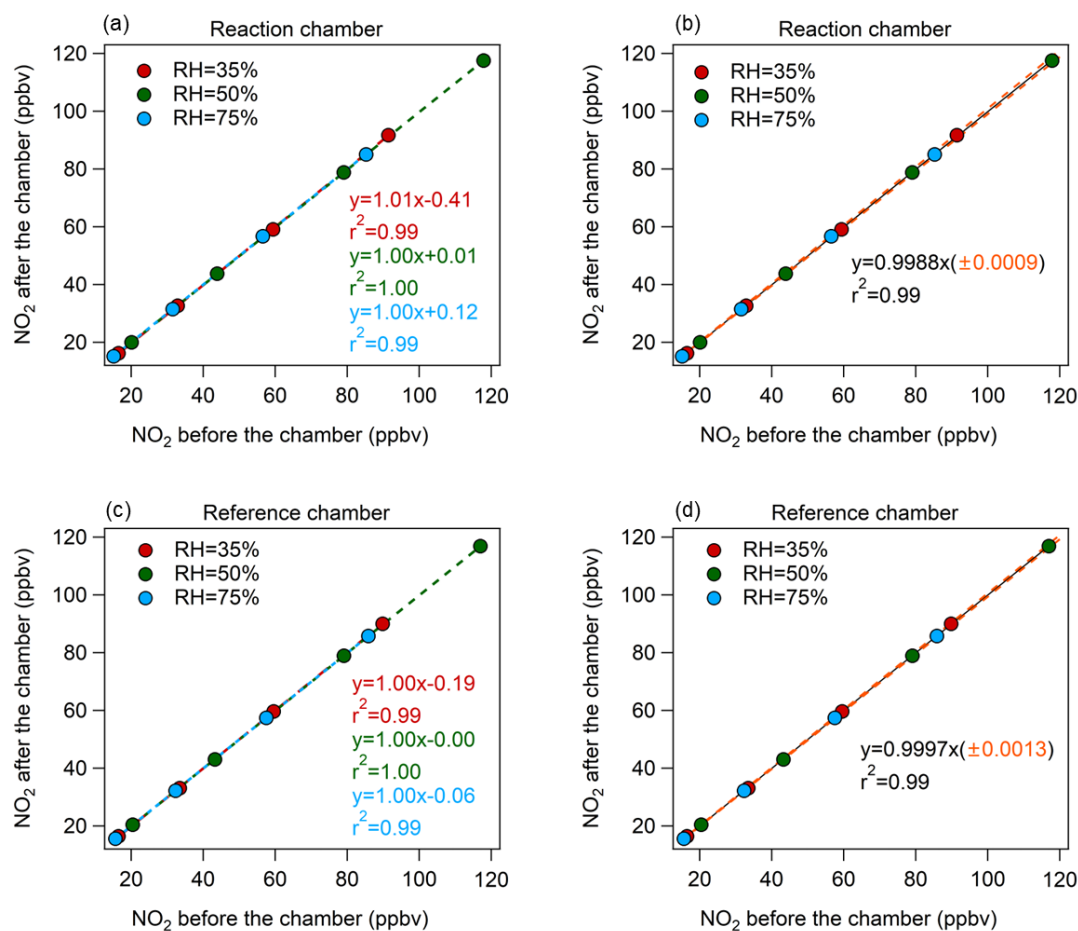 (a)
Reaction chamber
RH=35%
RH=50%
RH=75%
y=1.01x-0.41
r²=0.99
y=1.00x+0.01
r²=1.00
y=1.00x+0.12
r²=0.99
120
100
80
60
40
20
NO₂ after the chamber (ppbv)
20 40 60 80 100 120
NO₂ before the chamber (ppbv)
(b)
Reaction chamber
RH=35%
RH=50%
RH=75%
y=0.9988x(±0.0009)
r²=0.99
120
100
80
60
40
20
NO₂ after the chamber (ppbv)
20 40 60 80 100 120
NO₂ before the chamber (ppbv)
(c)
Reference chamber
RH=35%
RH=50%
RH=75%
y=1.00x-0.19
r²=0.99
y=1.00x-0.00
r²=1.00
y=1.00x-0.06
r²=0.99
120
100
80
60
40
20
NO₂ after the chamber (ppbv)
20 40 60 80 100 120
NO₂ before the chamber (ppbv)
(d)
Reference chamber
RH=35%
RH=50%
RH=75%
y=0.9997x(±0.0013)
r²=0.99
120
100
80
60
40
20
NO₂ after the chamber (ppbv)
20 40 60 80 100 120
NO₂ before the chamber (ppbv)